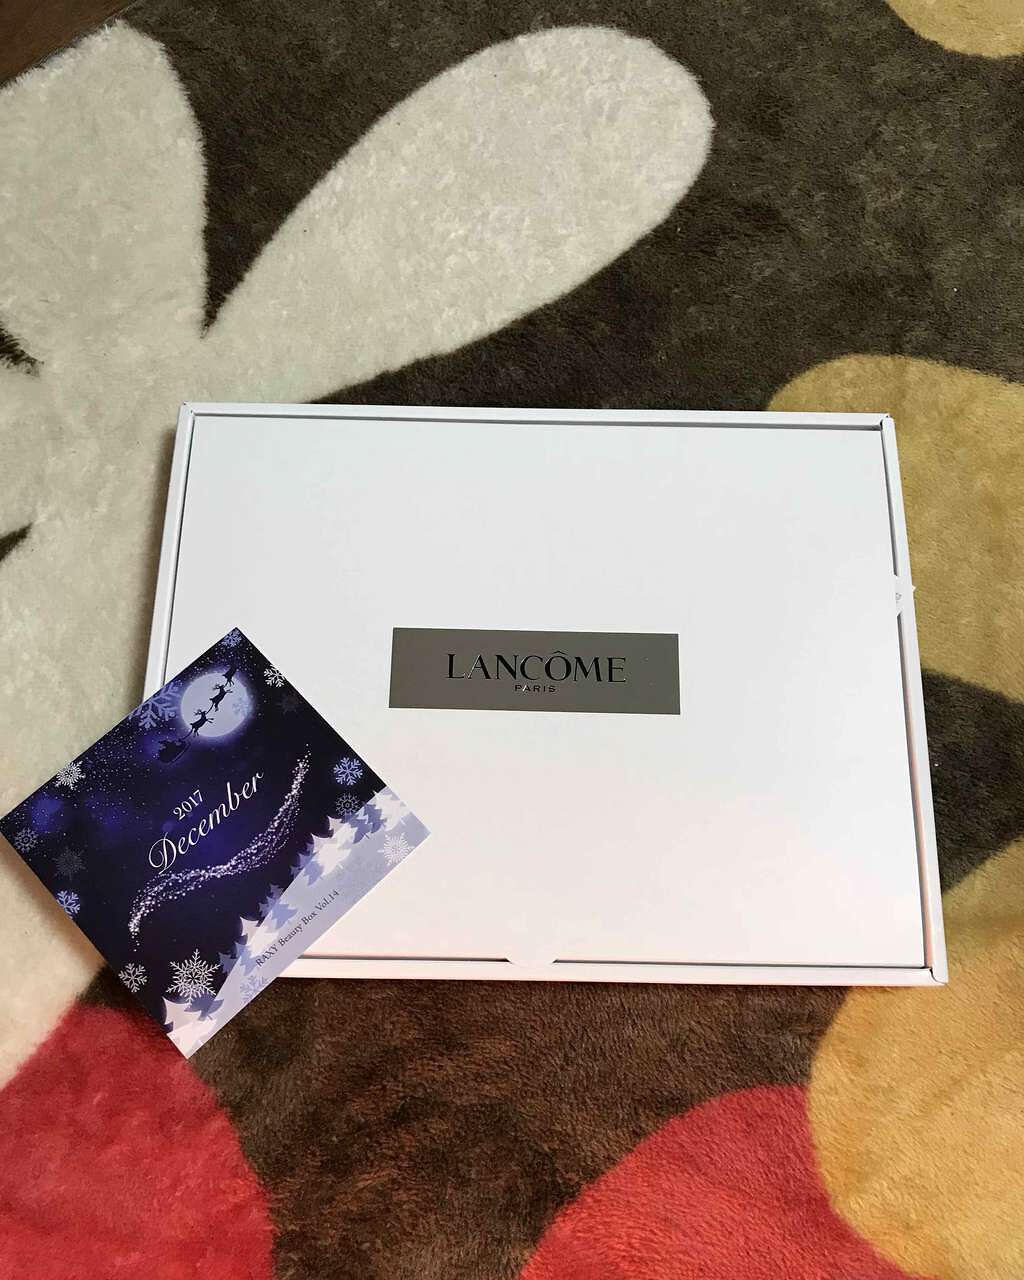 LANCÔME
PARIS
2017
December
RAXY Beauty Box Vol.14